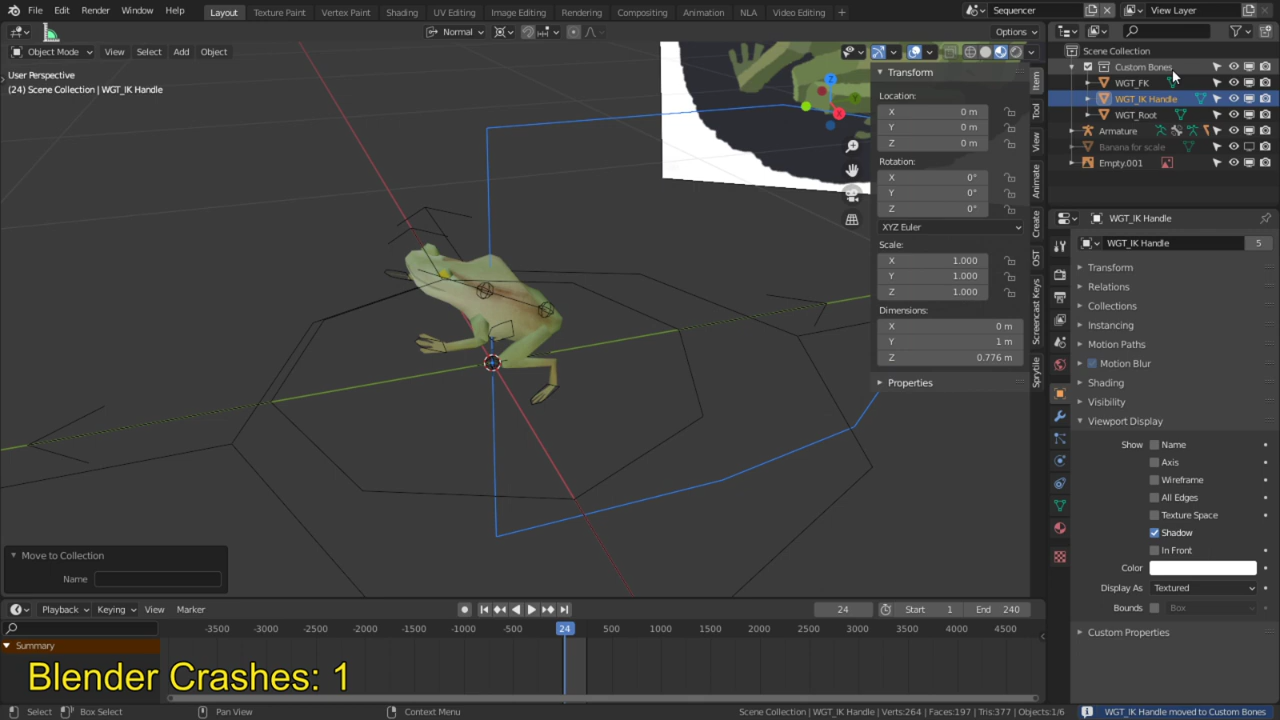 File Edit Render Window Help Layout Texture Paint Vertex Paint Shading UV Editing Image Editing Rendering Compositing Animation NLA Video Editing + Sequencer View Layer
Object Mode View Select Add Object Normal Options
User Perspective
(24) Scene Collection | WGT_IK Handle
Transform
Location:
X 0 m
Y 0 m
Z 0 m
Rotation:
X 0°
Y 0°
Z 0°
XYZ Euler
Scale:
X 1.000
Y 1.000
Z 1.000
Dimensions:
X 0 m
Y 1 m
Z 0.776 m
Properties
Item
Tool
View
Animate
Create
OST
Screencast Keys
Sprytile
Z
Y
X
Scene Collection
Custom Bones
WGT_FK
WGT_IK Handle
WGT_Root
Armature
Banana for scale
Empty.001
WGT_IK Handle
WGT_IK Handle 5
Transform
Relations
Collections
Instancing
Motion Paths
Motion Blur
Shading
Visibility
Viewport Display
Show Name
Axis
Wireframe
All Edges
Texture Space
Shadow
In Front
Color
Display As Textured
Bounds Box
Custom Properties
Move to Collection
Name
Playback Keying View Marker 24 Start 1 End 240
-3500 -3000 -2500 -2000 -1500 -1000 -500 24 500 1000 1500 2000 2500 3000 3500 4000 4500
Summary
Blender Crashes: 1
Select Box Select Pan View Context Menu Scene Collection | WGT_IK Handle | Verts:264 | Faces:197 | Tris:377 | Objects:1/6 WGT_IK Handle moved to Custom Bones